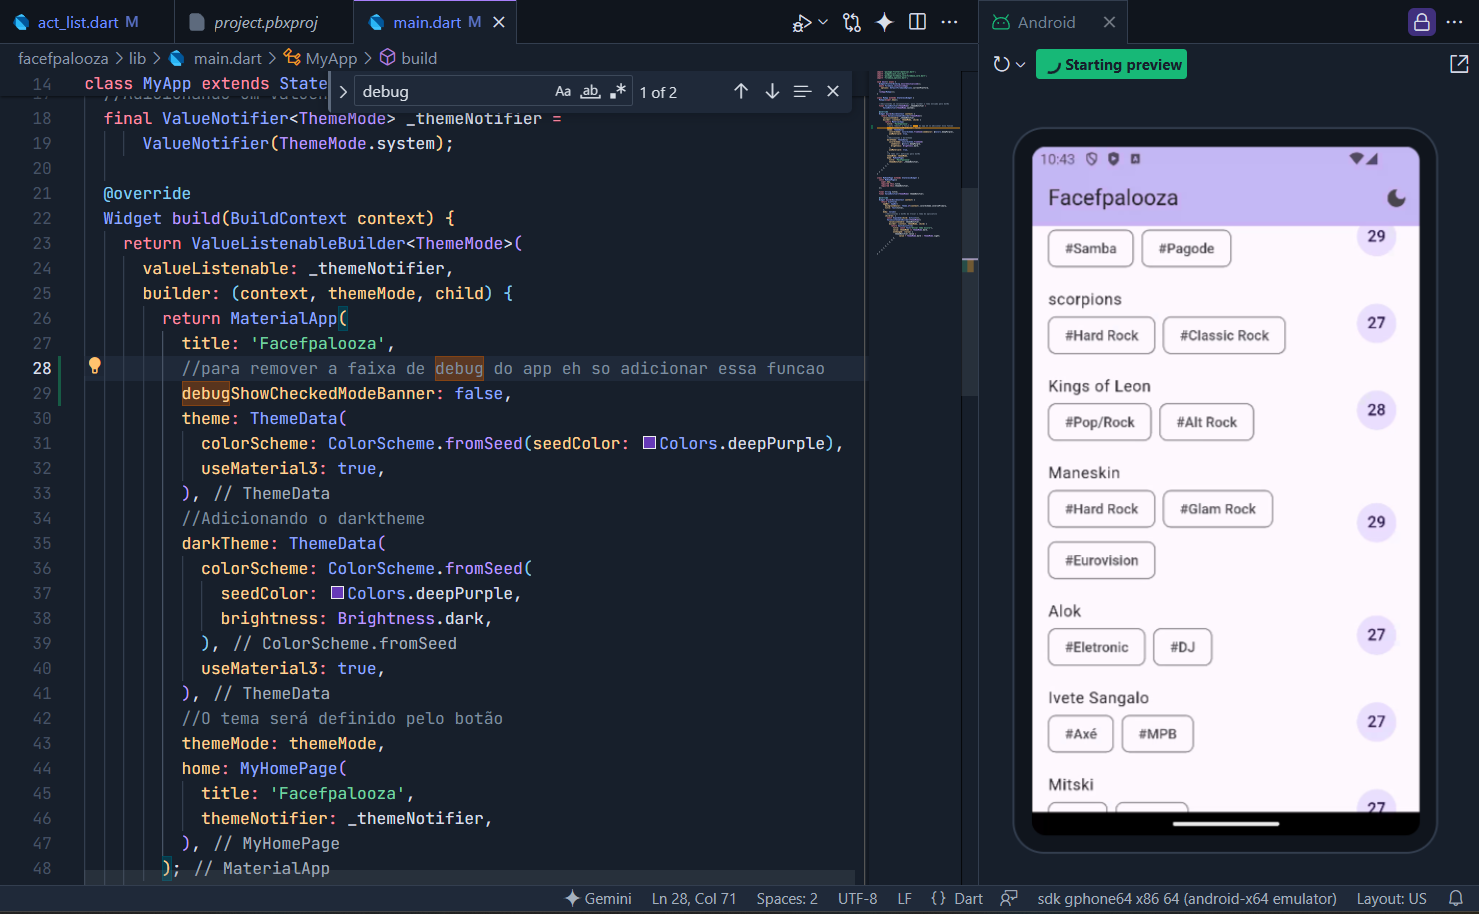 act_list.dart M
project.pbxproj
main.dart M
Android
facefpalooza > lib > main.dart > MyApp > build
Starting preview
14 class MyApp extends State
debug
Aa ab .* 1 of 2
18 final ValueNotifier<ThemeMode> _themeNotifier =
19 ValueNotifier(ThemeMode.system);
20
21 @override
22 Widget build(BuildContext context) {
23 return ValueListenableBuilder<ThemeMode>(
24 valueListenable: _themeNotifier,
25 builder: (context, themeMode, child) {
26 return MaterialApp(
27 title: 'Facefpalooza',
28 //para remover a faixa de debug do app eh so adicionar essa funcao
29 debugShowCheckedModeBanner: false,
30 theme: ThemeData(
31 colorScheme: ColorScheme.fromSeed(seedColor: Colors.deepPurple),
32 useMaterial3: true,
33 ), // ThemeData
34 //Adicionando o darktheme
35 darkTheme: ThemeData(
36 colorScheme: ColorScheme.fromSeed(
37 seedColor: Colors.deepPurple,
38 brightness: Brightness.dark,
39 ), // ColorScheme.fromSeed
40 useMaterial3: true,
41 ), // ThemeData
42 //O tema será definido pelo botão
43 themeMode: themeMode,
44 home: MyHomePage(
45 title: 'Facefpalooza',
46 themeNotifier: _themeNotifier,
47 ), // MyHomePage
48 ); // MaterialApp
10:43
Facefpalooza
#Samba #Pagode 29
scorpions
#Hard Rock #Classic Rock 27
Kings of Leon
#Pop/Rock #Alt Rock 28
Maneskin
#Hard Rock #Glam Rock 29
#Eurovision
Alok
#Eletronic #DJ 27
Ivete Sangalo
#Axé #MPB 27
Mitski
27
Gemini Ln 28, Col 71 Spaces: 2 UTF-8 LF {} Dart sdk gphone64 x86 64 (android-x64 emulator) Layout: US